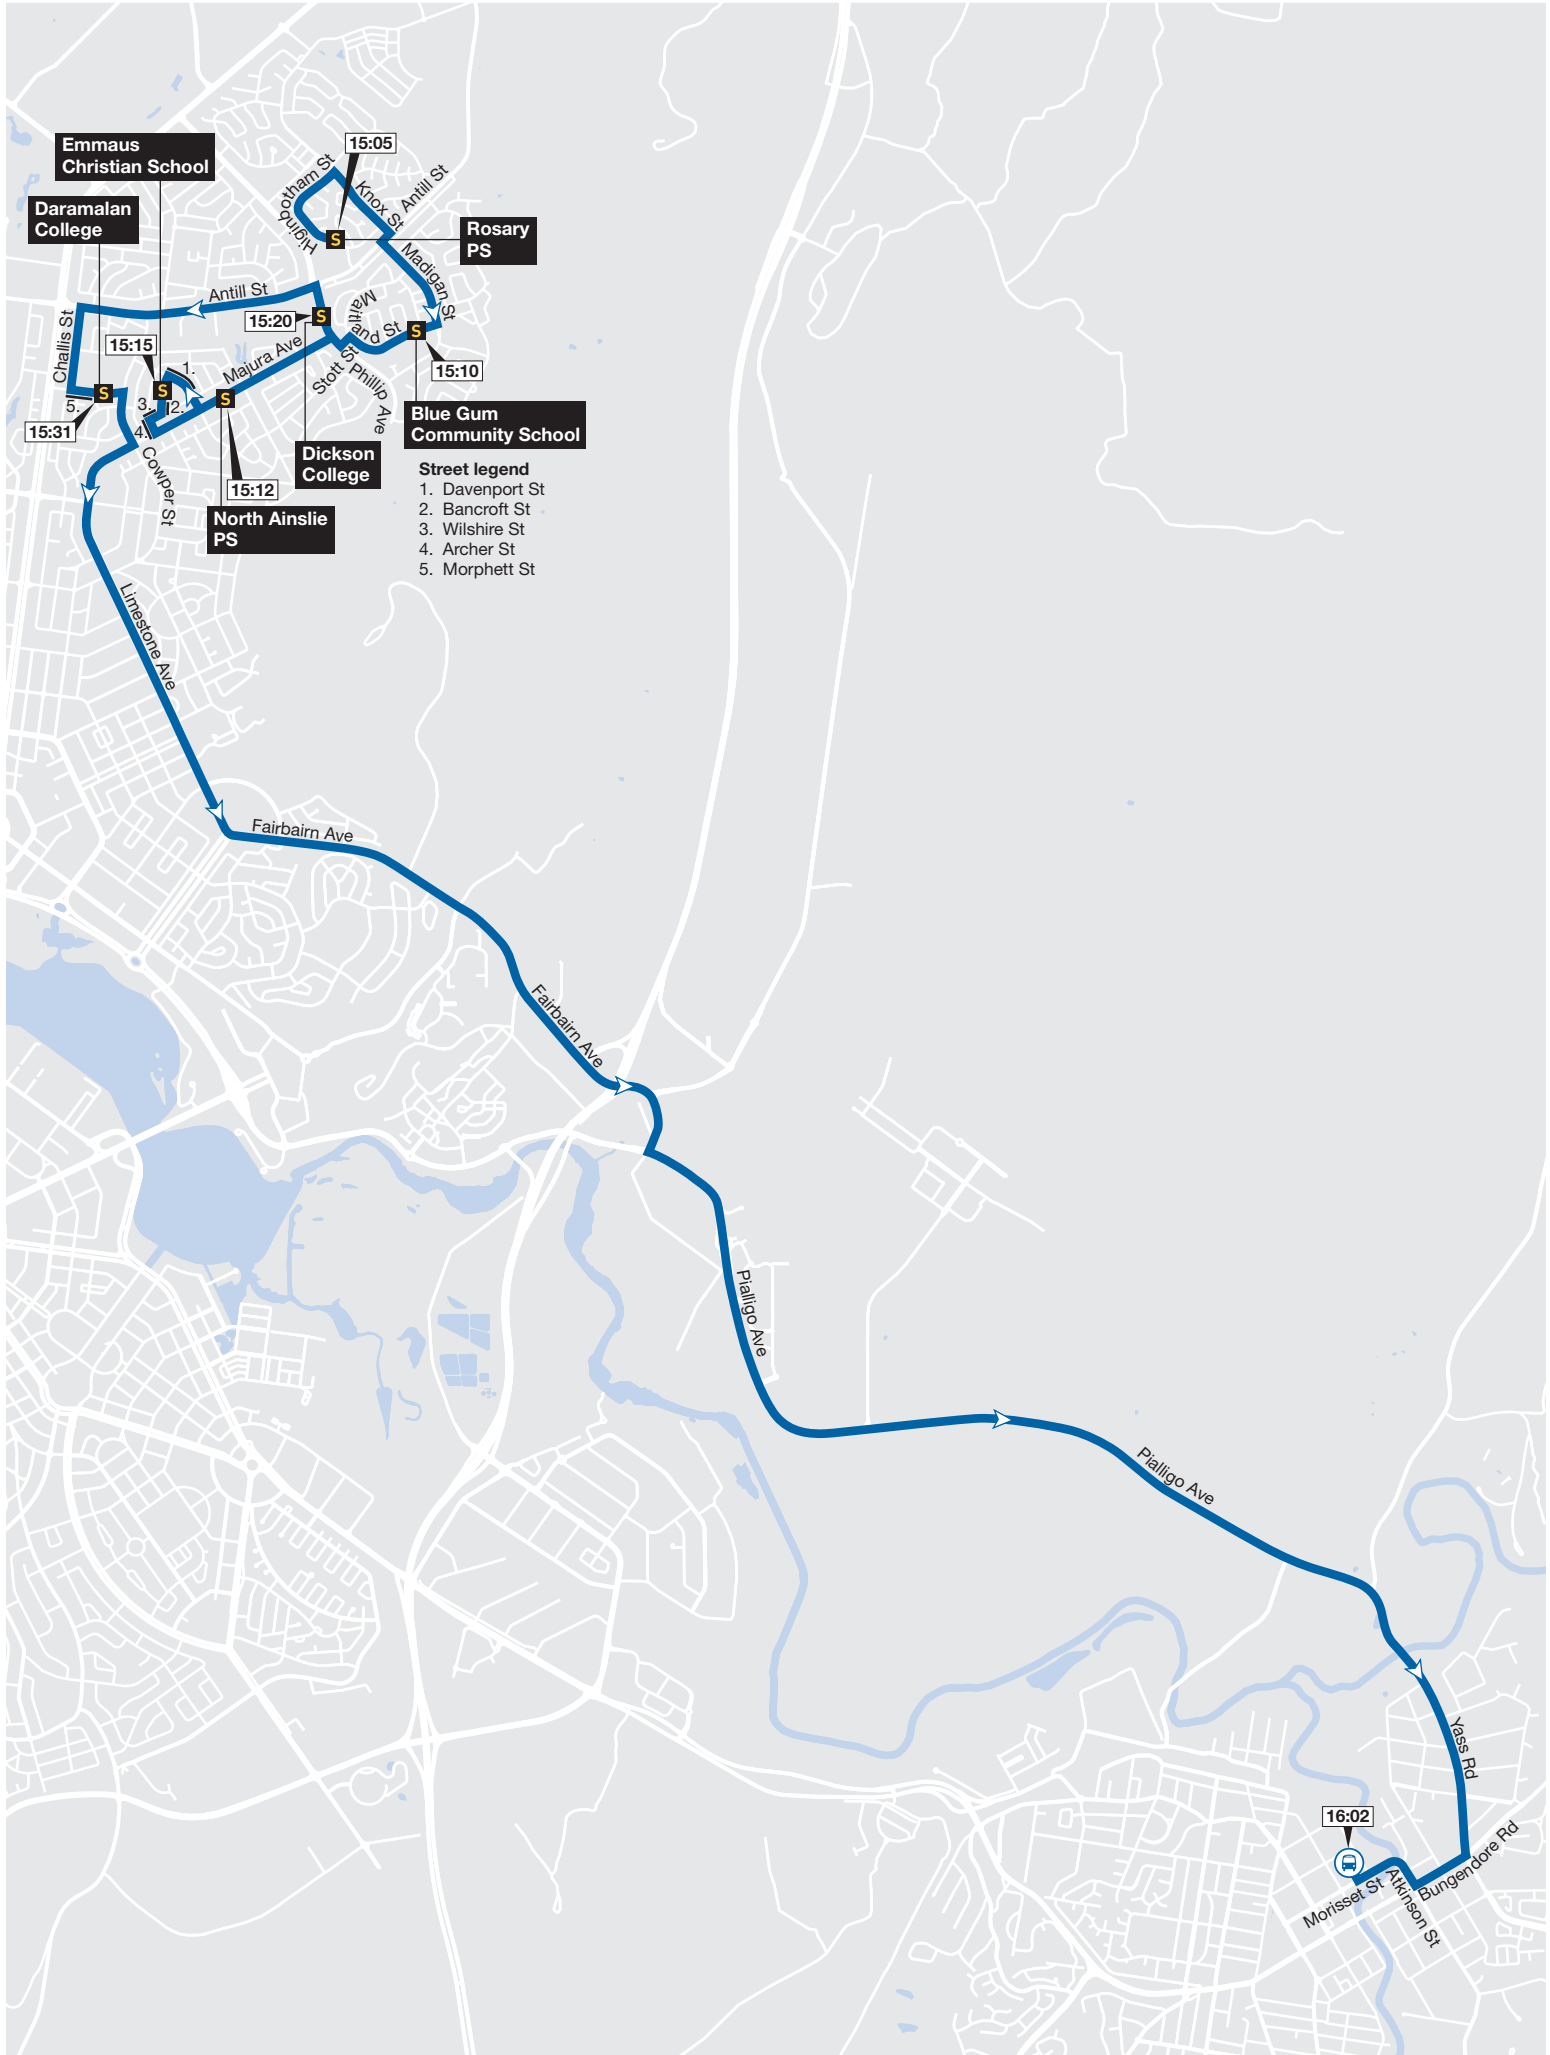 Emmaus
Christian School
15:05
Daramalan
College
Higinbotham St
Knox St
Antill St
Rosary
PS
S
Madigan St
Antill St
Maitland St
S
15:20
S
Challis St
15:15
Majura Ave
Stott St
Phillip Ave
15:10
1.
S
S
S
2.
3.
4.
5.
15:31
Blue Gum
Community School
Cowper St
Dickson
College
15:12
North Ainslie
PS
Street legend
1. Davenport St
2. Bancroft St
3. Wilshire St
4. Archer St
5. Morphett St
Limestone Ave
Fairbairn Ave
Fairbairn Ave
Pialligo Ave
Pialligo Ave
Yass Rd
16:02
Bungendore Rd
Morisset St
Atkinson St